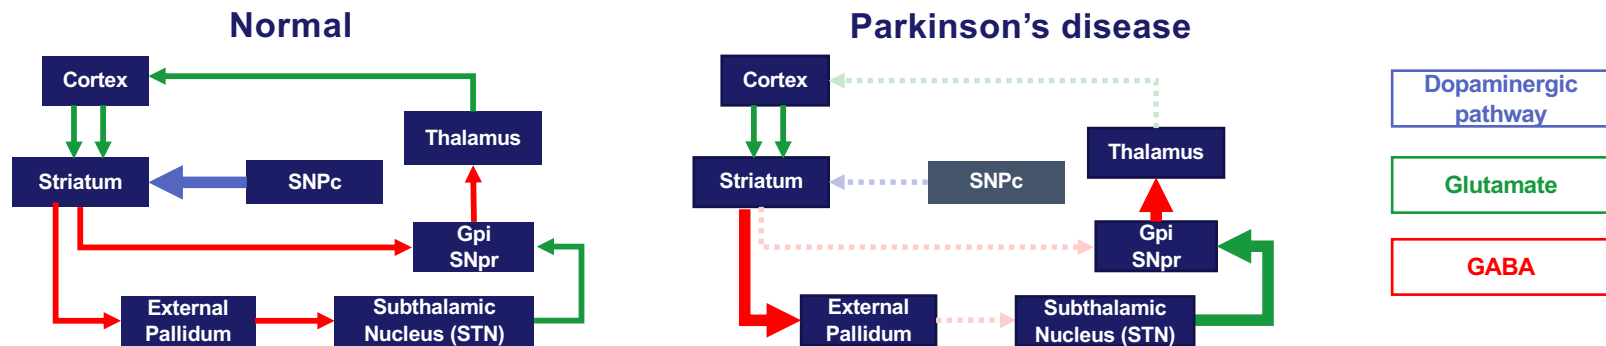 Normal
Cortex
Thalamus
Striatum
SNPc
Gpi
SNpr
External
Pallidum
Subthalamic
Nucleus (STN)
Parkinson’s disease
Cortex
Thalamus
Striatum
SNPc
Gpi
SNpr
External
Pallidum
Subthalamic
Nucleus (STN)
Dopaminergic
pathway
Glutamate
GABA